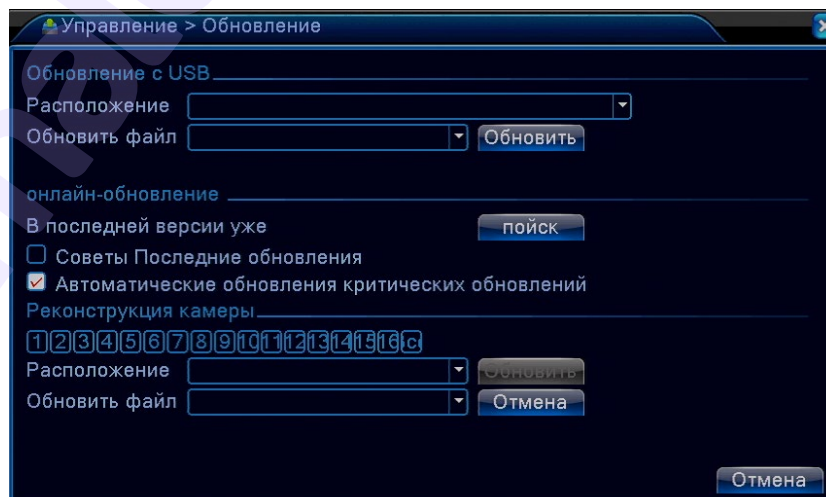 Управление > Обновление
Обновление с USB
Расположение
Обновить файл Обновить
онлайн-обновление
В последней версии уже поиск
Советы Последние обновления
Автоматические обновления критических обновлений
Реконструкция камеры
1 2 3 4 5 6 7 8 9 10 11 12 13 14 15 16
Расположение Обновить
Обновить файл Отмена
Отмена